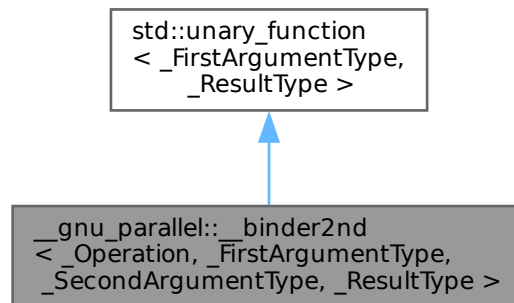 std::unary_function
< _FirstArgumentType,
_ResultType >
__gnu_parallel::__binder2nd
< _Operation, _FirstArgumentType,
_SecondArgumentType, _ResultType >